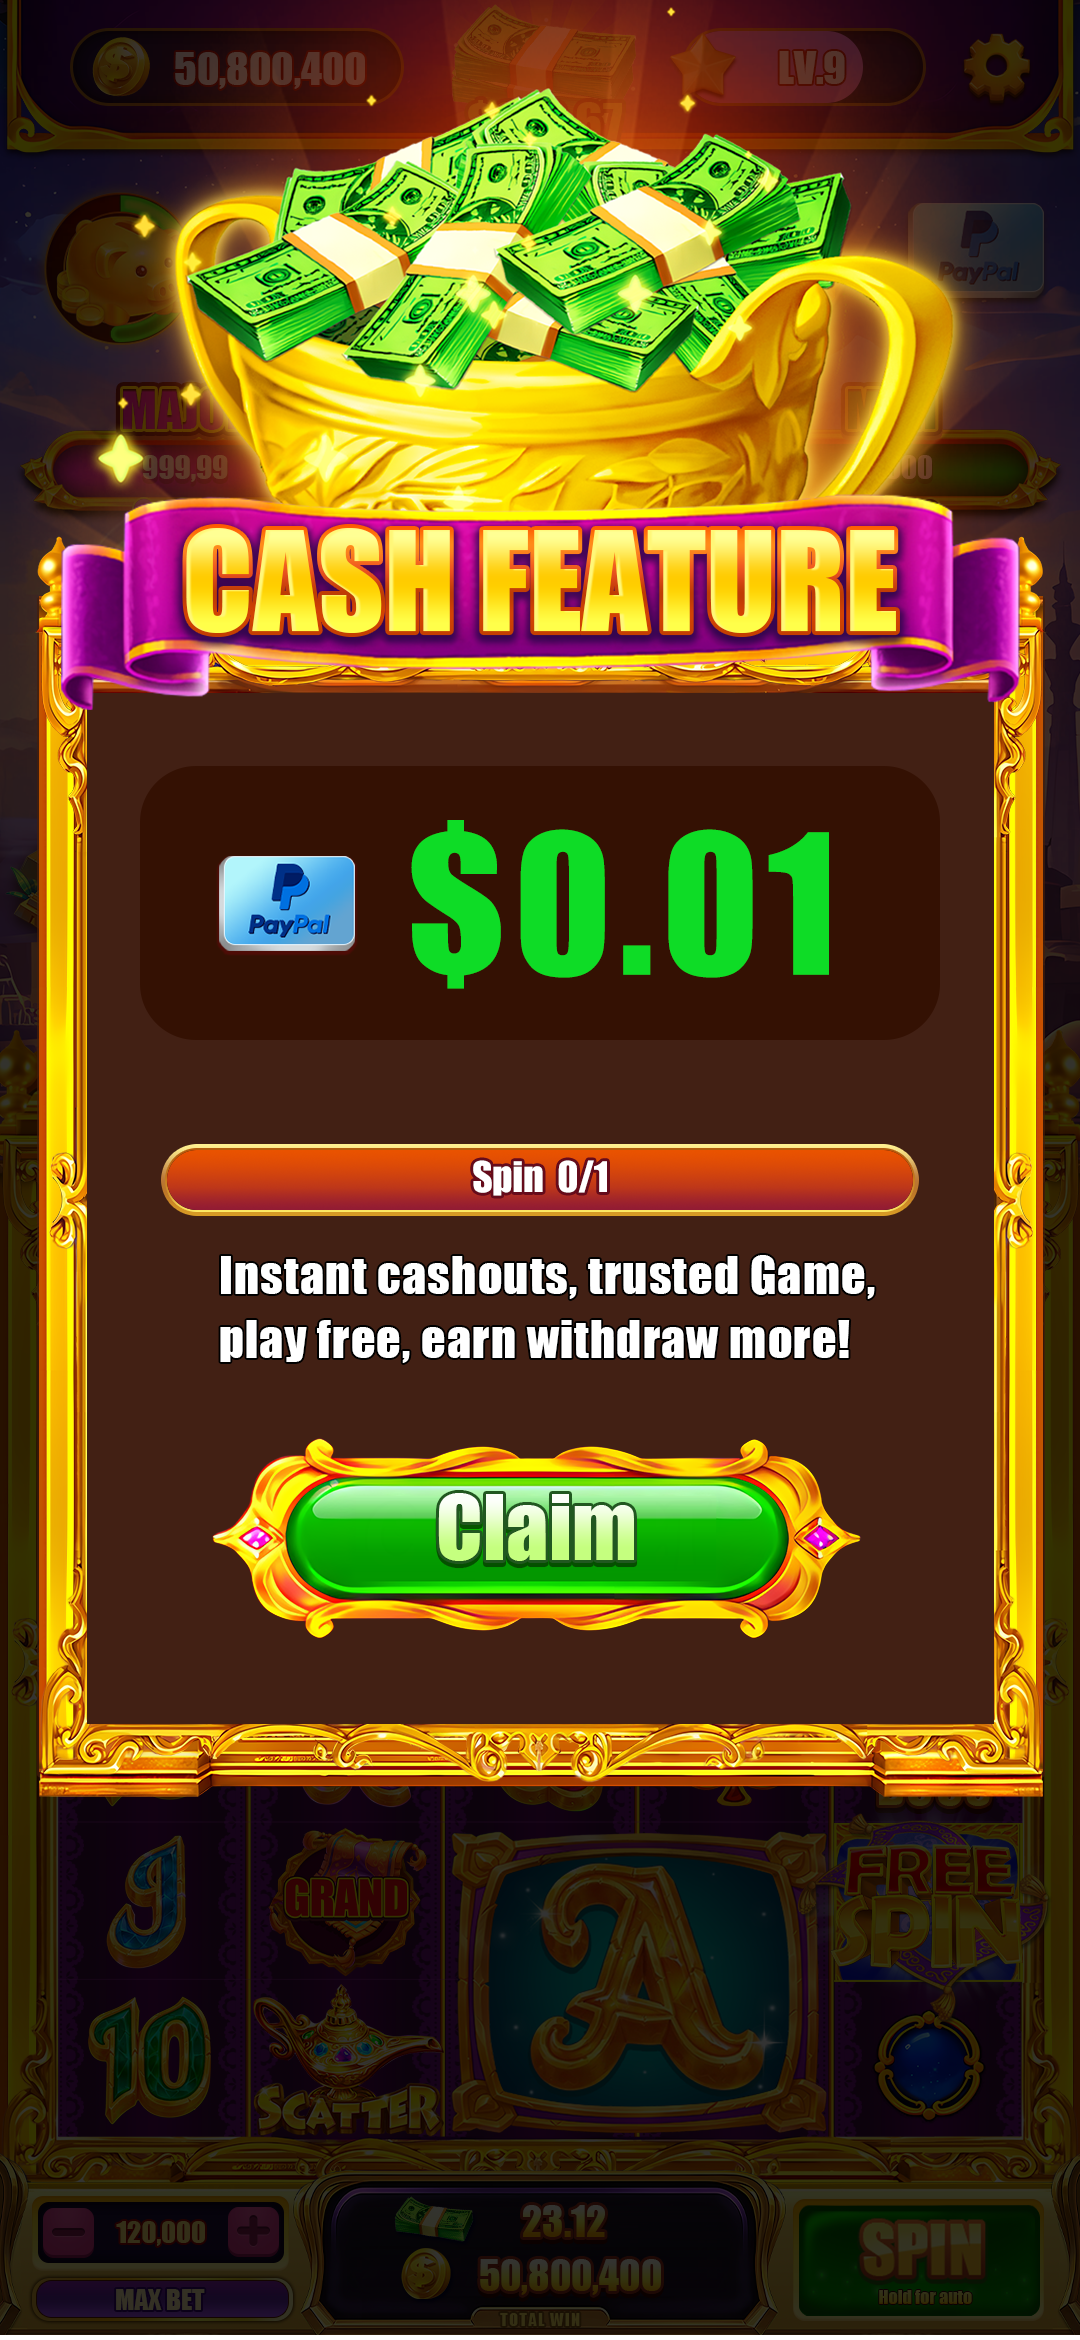 50,800,400
LV.9
PayPal
999,99
CASH FEATURE
PayPal
$0.01
Spin 0/1
Instant cashouts, trusted Game,
play free, earn withdraw more!
Claim
J
GRAND
A
FREE
SPIN
10
SCATTER
120,000
MAX BET
23.12
50,800,400
TOTAL WIN
SPIN
Hold for auto